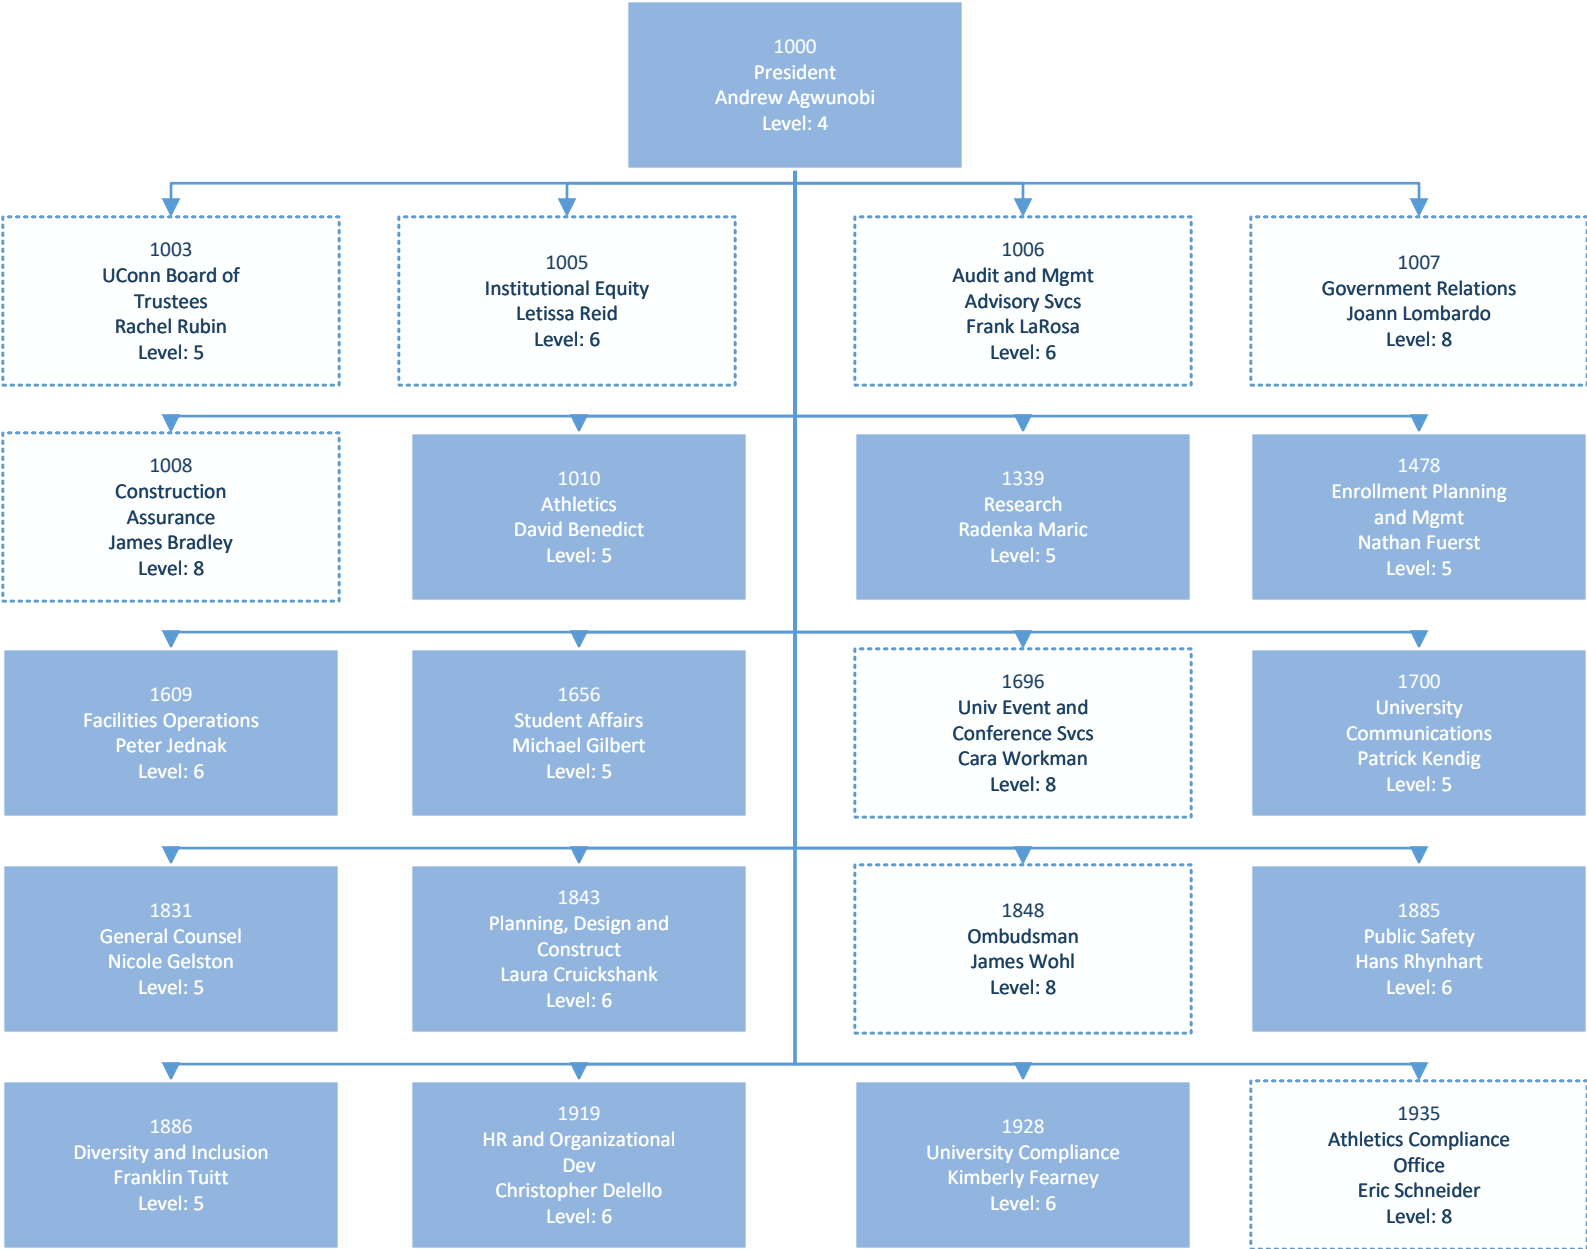 1000
President
Andrew Agwunobi
Level: 4
1003
UConn Board of
Trustees
Rachel Rubin
Level: 5
1005
Institutional Equity
Letissa Reid
Level: 6
1006
Audit and Mgmt
Advisory Svcs
Frank LaRosa
Level: 6
1007
Government Relations
Joann Lombardo
Level: 8
1008
Construction
Assurance
James Bradley
Level: 8
1010
Athletics
David Benedict
Level: 5
1339
Research
Radenka Maric
Level: 5
1478
Enrollment Planning
and Mgmt
Nathan Fuerst
Level: 5
1609
Facilities Operations
Peter Jednak
Level: 6
1656
Student Affairs
Michael Gilbert
Level: 5
1696
Univ Event and
Conference Svcs
Cara Workman
Level: 8
1700
University
Communications
Patrick Kendig
Level: 5
1831
General Counsel
Nicole Gelston
Level: 5
1843
Planning, Design and
Construct
Laura Cruickshank
Level: 6
1848
Ombudsman
James Wohl
Level: 8
1885
Public Safety
Hans Rhynhart
Level: 6
1886
Diversity and Inclusion
Franklin Tuitt
Level: 5
1919
HR and Organizational
Dev
Christopher Delello
Level: 6
1928
University Compliance
Kimberly Fearney
Level: 6
1935
Athletics Compliance
Office
Eric Schneider
Level: 8